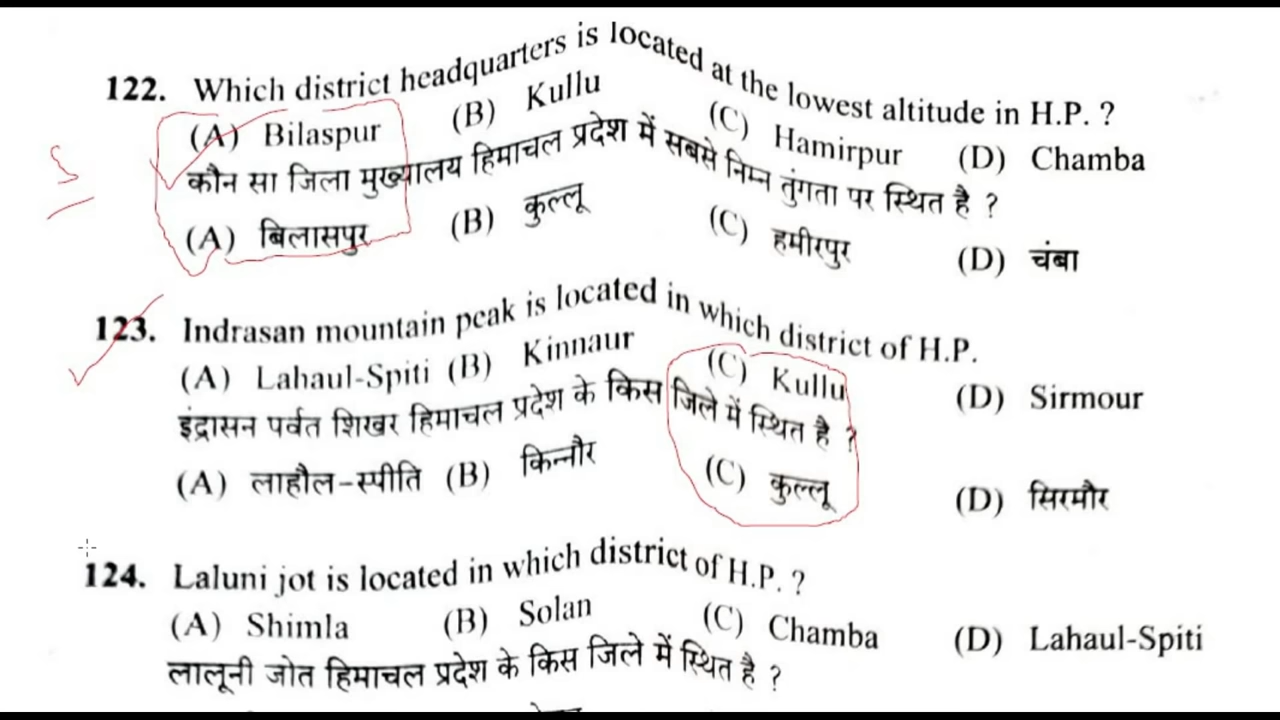 122. Which district headquarters is located at the lowest altitude in H.P. ?
(A) Bilaspur (B) Kullu (C) Hamirpur (D) Chamba
कौन सा जिला मुख्यालय हिमाचल प्रदेश में सबसे निम्न तुंगता पर स्थित है ?
(A) बिलासपुर (B) कुल्लू (C) हमीरपुर (D) चंबा
123. Indrasan mountain peak is located in which district of H.P.
(A) Lahaul-Spiti (B) Kinnaur (C) Kullu (D) Sirmour
इंद्रासन पर्वत शिखर हिमाचल प्रदेश के किस जिले में स्थित है ?
(A) लाहौल-स्पीति (B) किन्नौर (C) कुल्लू (D) सिरमौर
124. Laluni jot is located in which district of H.P. ?
(A) Shimla (B) Solan (C) Chamba (D) Lahaul-Spiti
लालूनी जोत हिमाचल प्रदेश के किस जिले में स्थित है ?